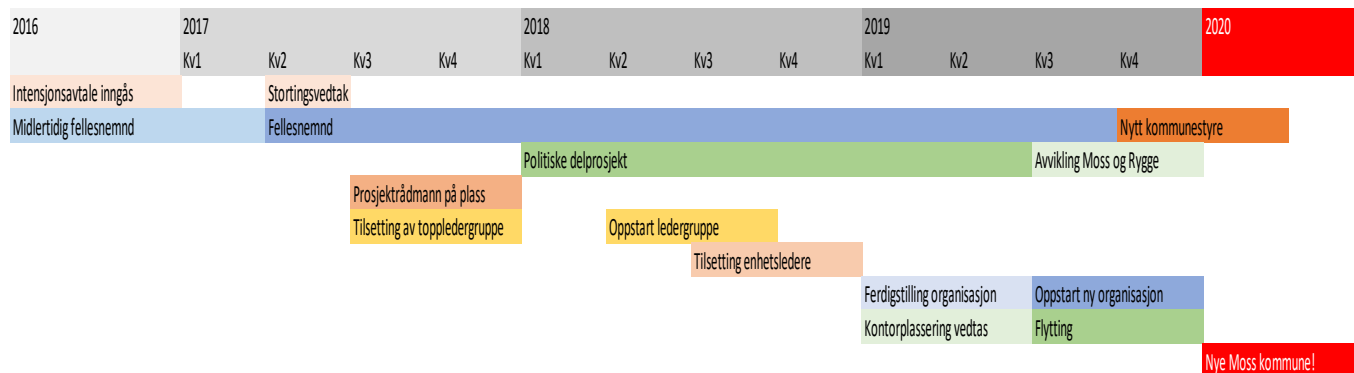 2016 2017 2018 2019 2020
Kv1 Kv2 Kv3 Kv4 Kv1 Kv2 Kv3 Kv4 Kv1 Kv2 Kv3 Kv4
Intensjonsavtale inngås Stortingsvedtak
Midlertidig fellesnemnd Fellesnemnd Nytt kommunestyre
Politiske delprosjekt Avvikling Moss og Rygge
Prosjektrådmann på plass
Tilsetting av toppledergruppe Oppstart ledergruppe
Tilsetting enhetsledere
Ferdigstilling organisasjon Oppstart ny organisasjon
Kontorplassering vedtas Flytting
Nye Moss kommune!